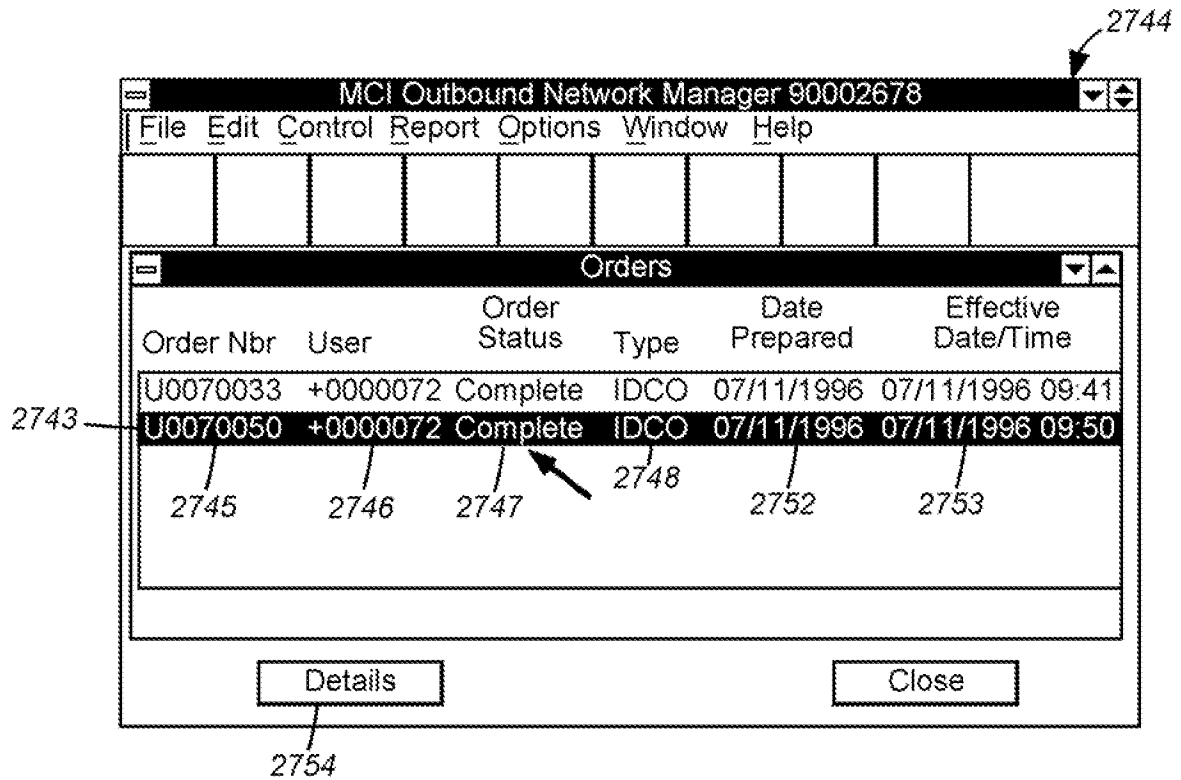 2744
MCI Outbound Network Manager 90002678
File Edit Control Report Options Window Help
Orders
Order Nbr User Order Status Type Date Prepared Effective Date/Time
U0070033 +0000072 Complete IDCO 07/11/1996 07/11/1996 09:41
2743 U0070050 +0000072 Complete IDCO 07/11/1996 07/11/1996 09:50
2745 2746 2747 2748 2752 2753
Details Close
2754